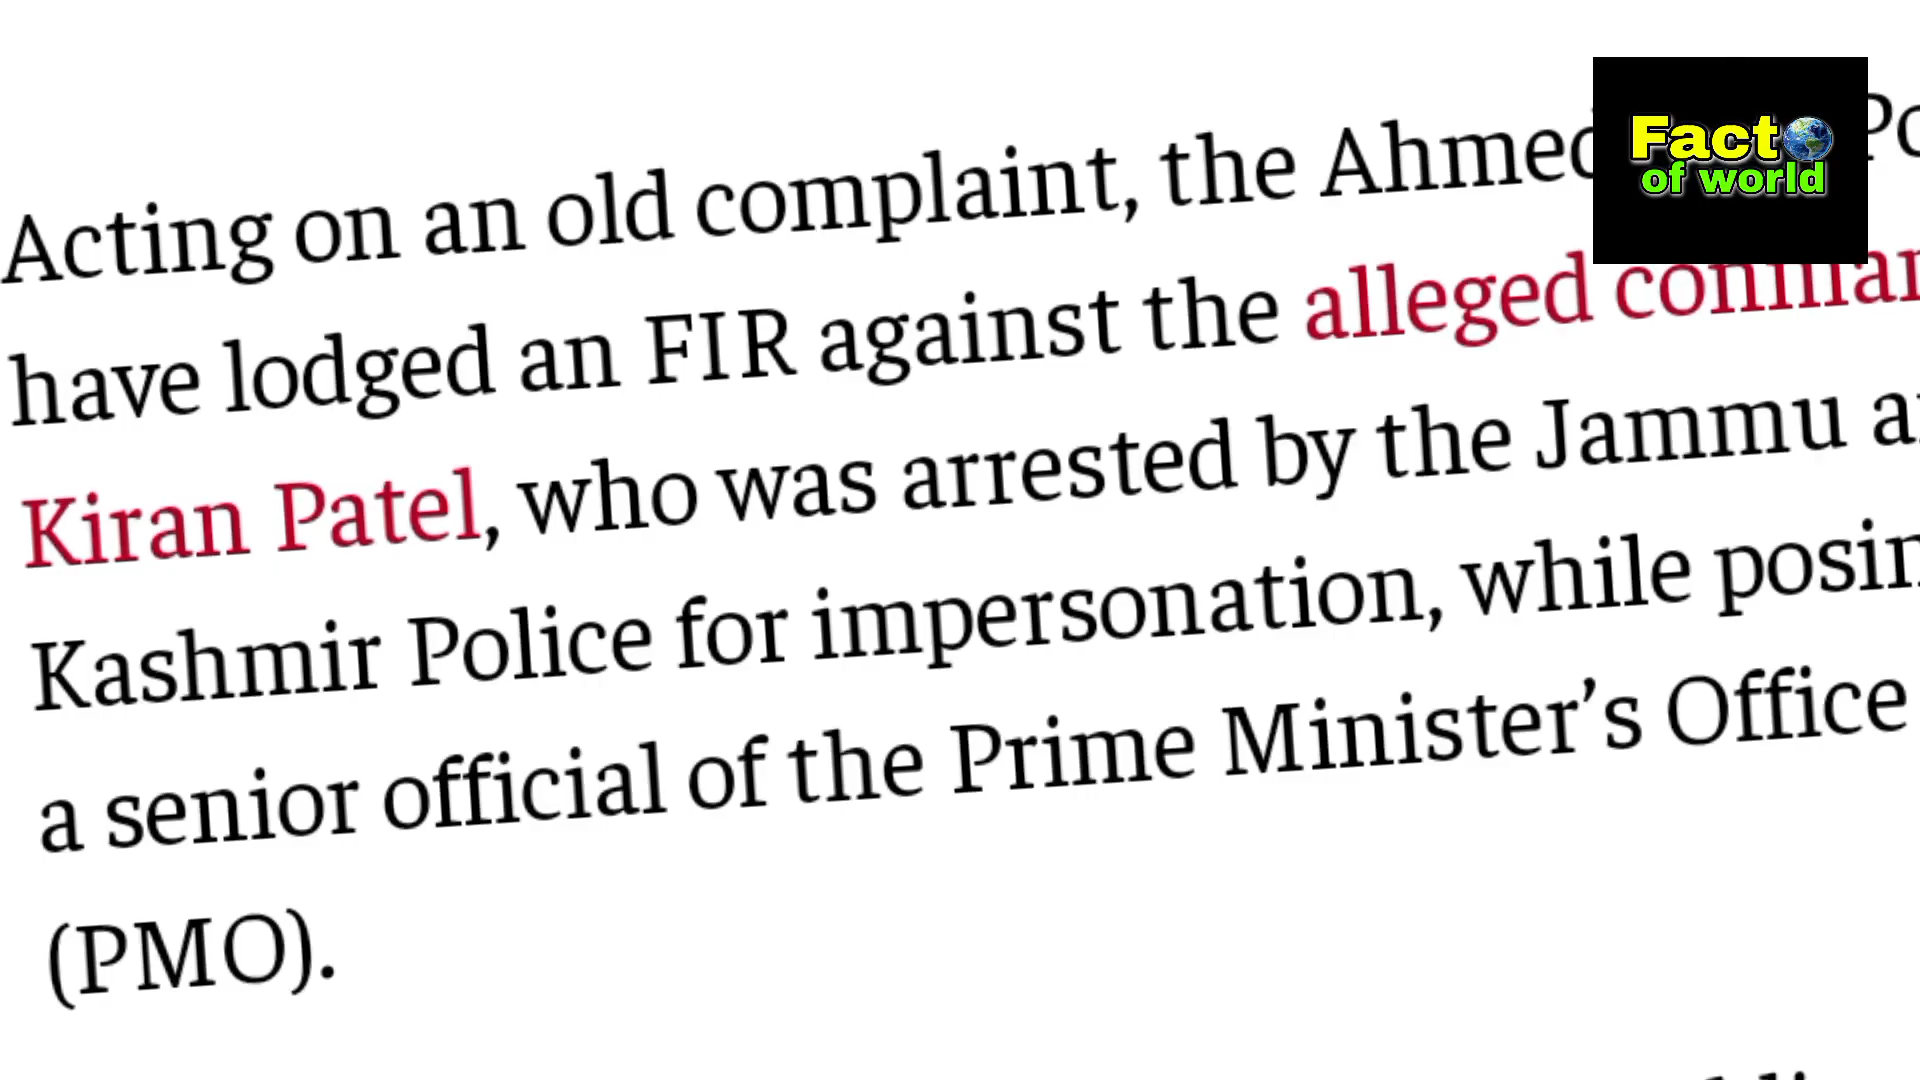 Acting on an old complaint, the
have lodged an FIR against the alleged
Kiran Patel, who was arrested by the Jammu
Kashmir Police for impersonation, while
a senior official of the Prime Minister’s Office
(PMO).
Fact
of world